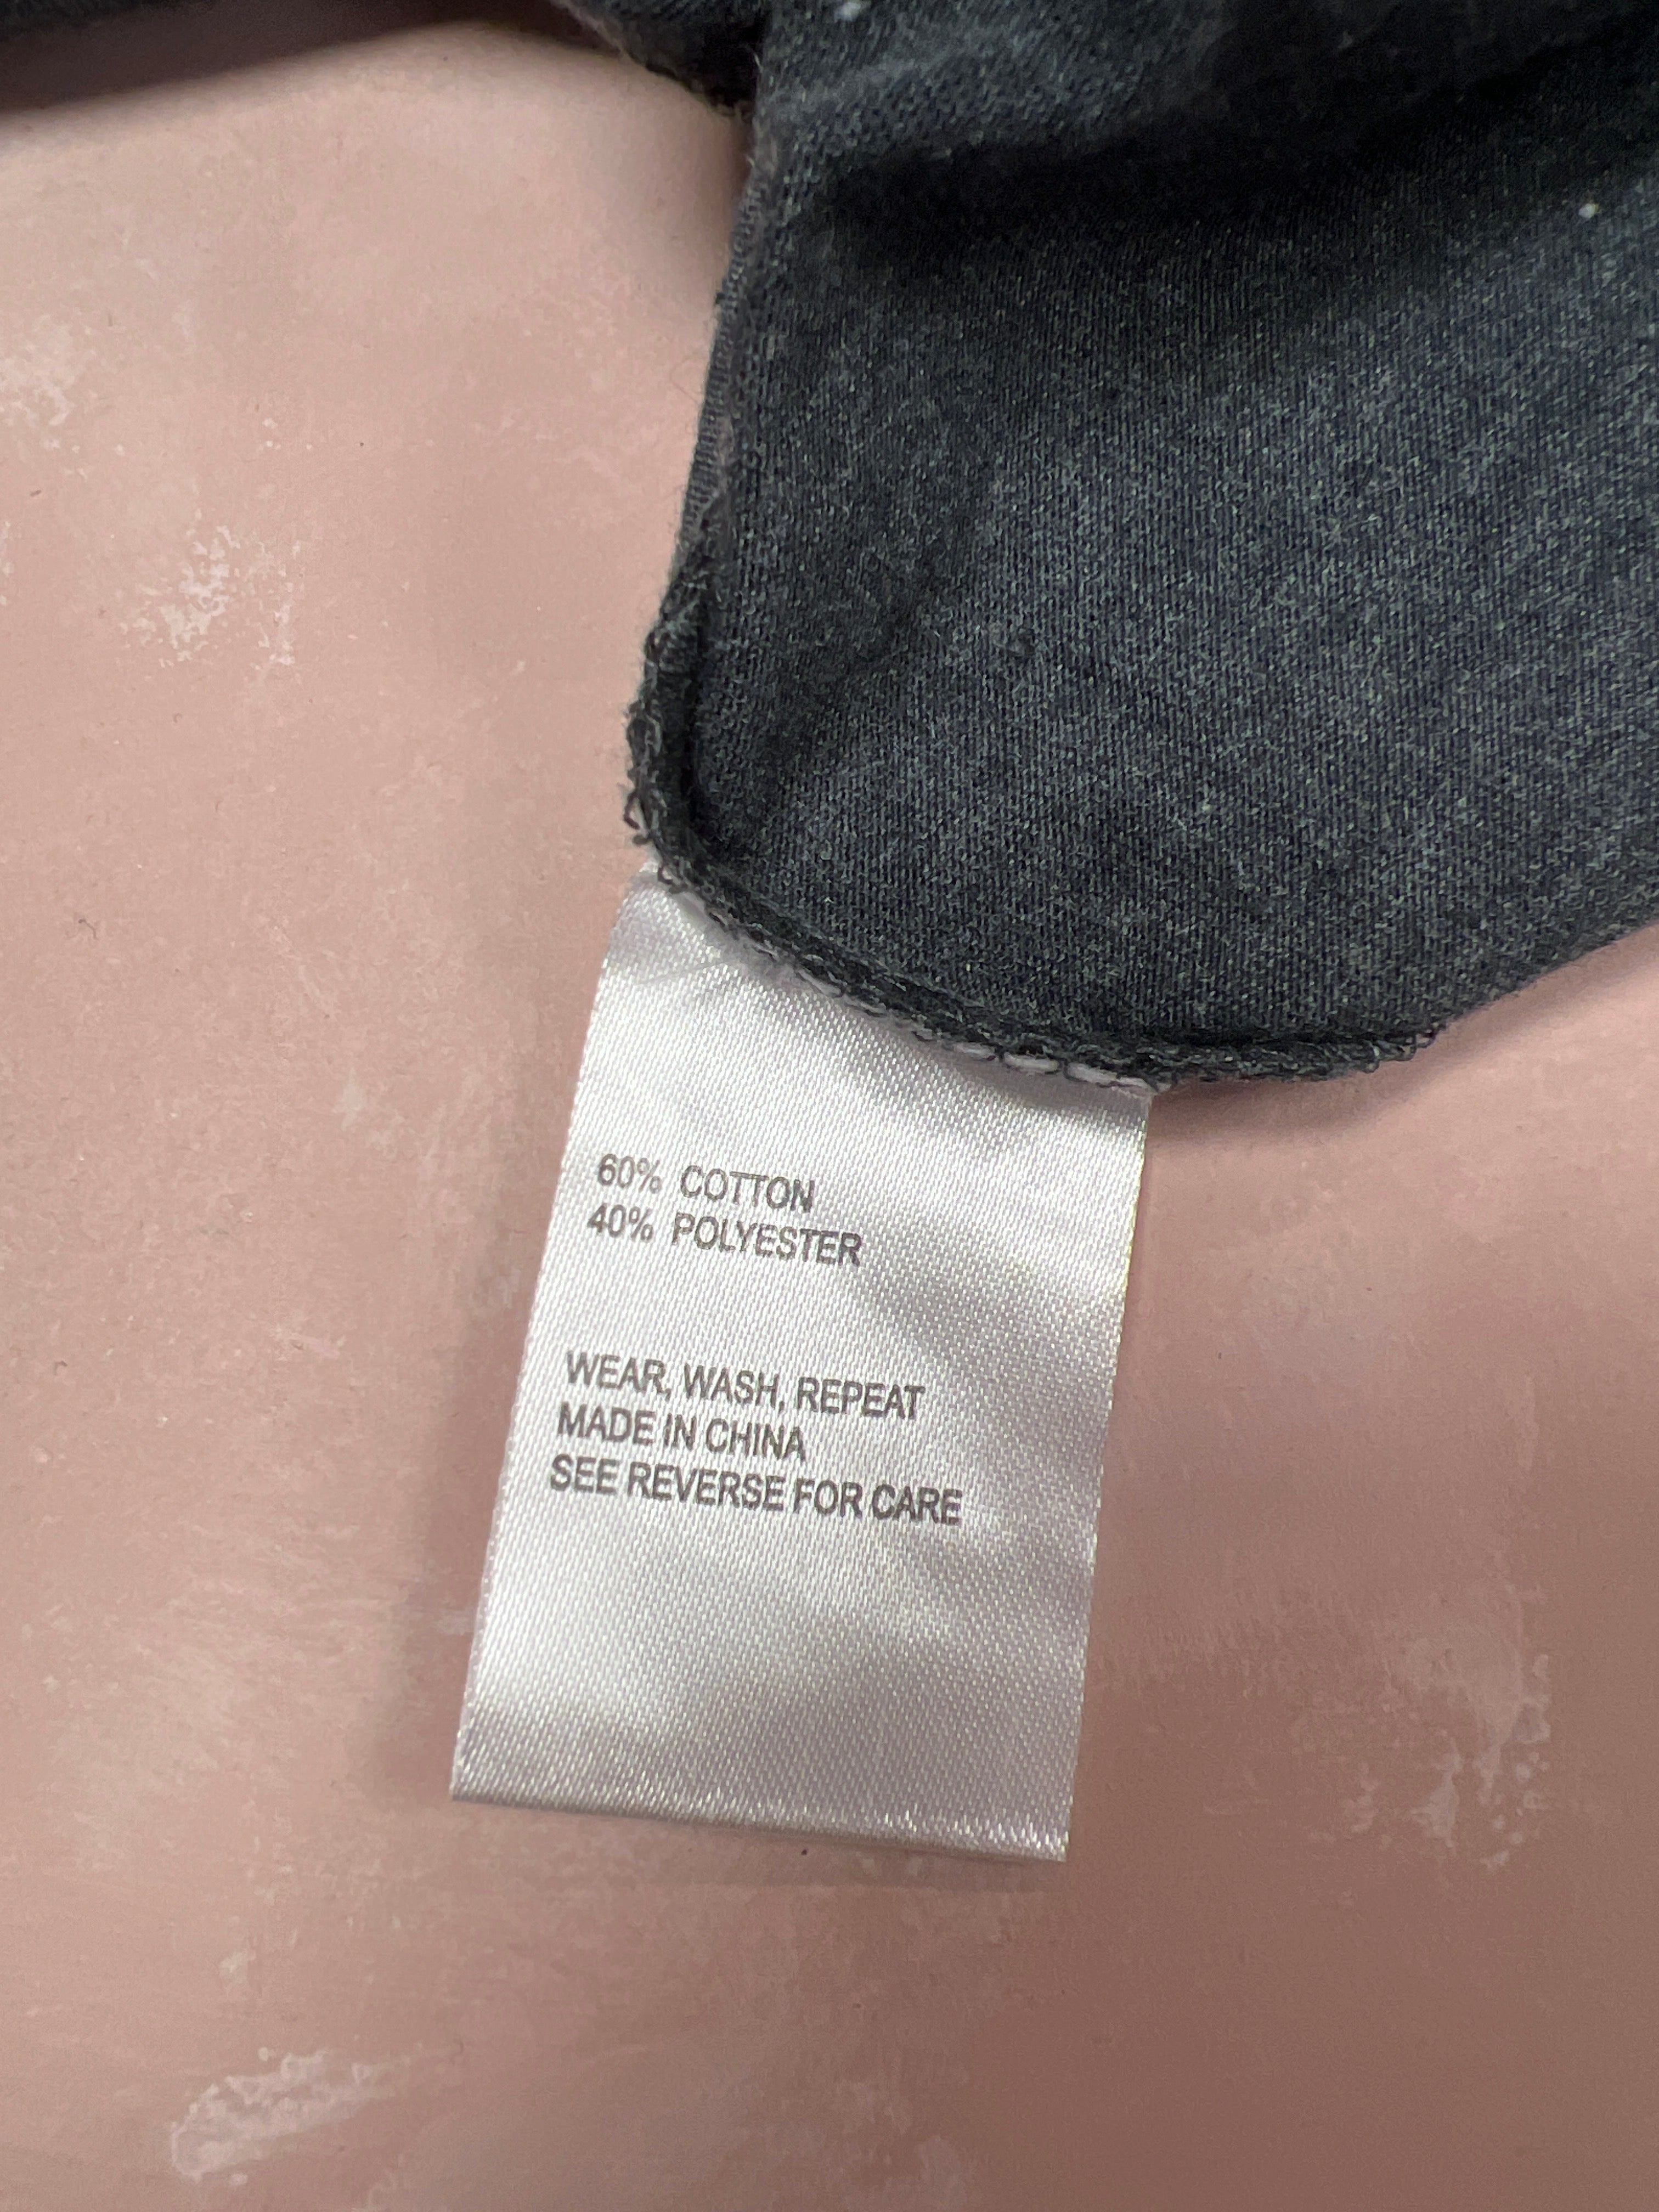 60% COTTON
40% POLYESTER
WEAR, WASH, REPEAT
MADE IN CHINA
SEE REVERSE FOR CARE